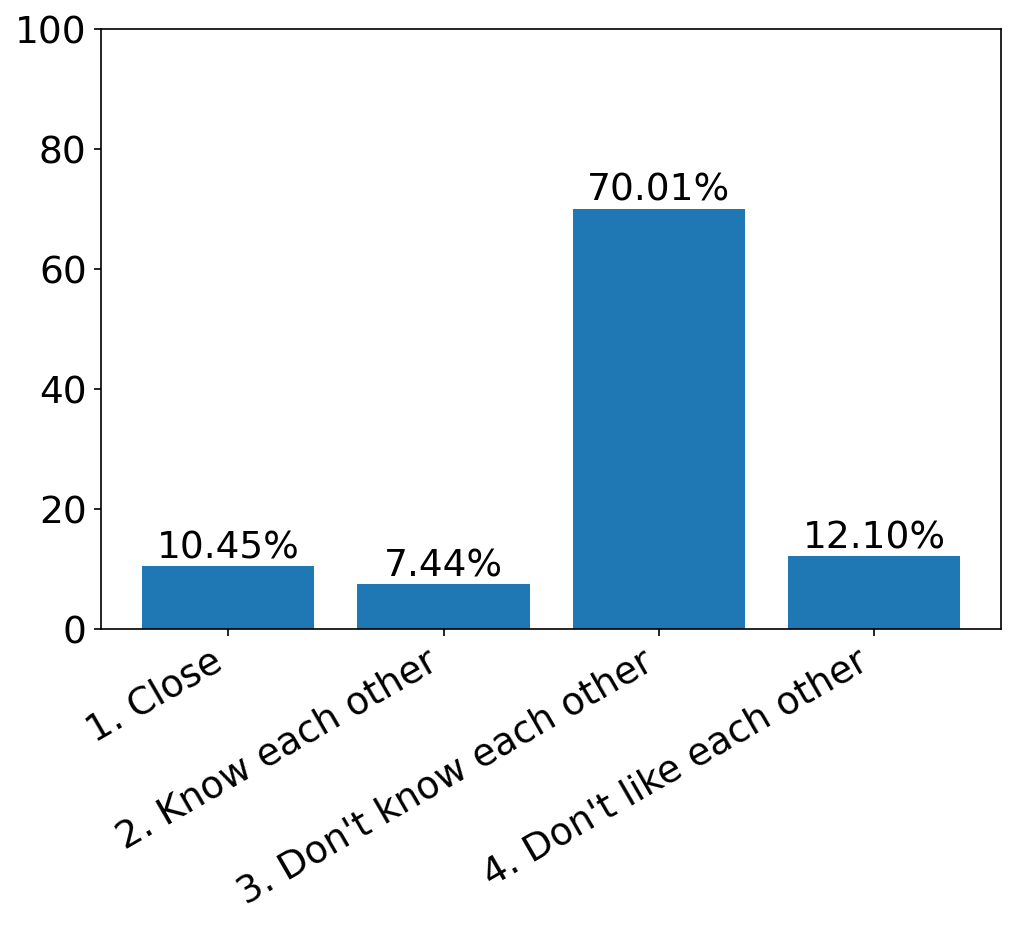 100
80
60
40
20
0
10.45%
7.44%
70.01%
12.10%
1. Close
2. Know each other
3. Don't know each other
4. Don't like each other